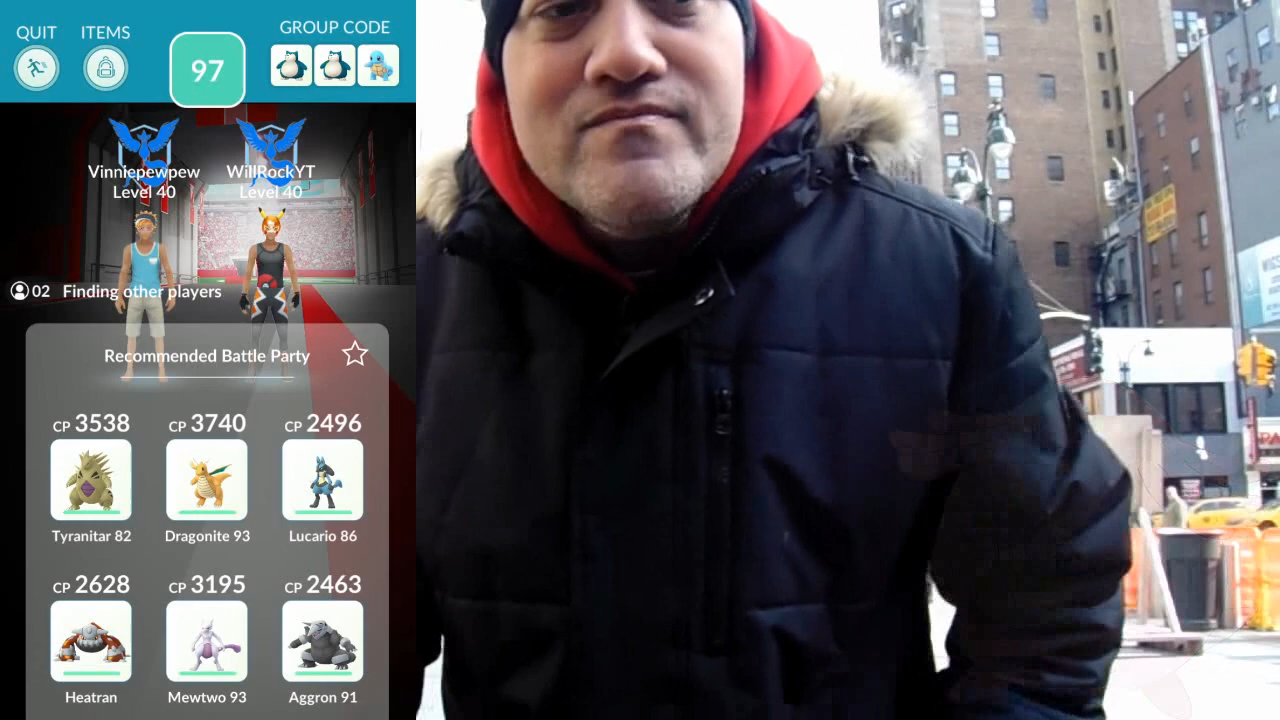 QUIT
ITEMS
97
GROUP CODE
Vinniepewpew
Level 40
WillRockYT
Level 40
02 Finding other players
Recommended Battle Party
CP 3538
CP 3740
CP 2496
Tyranitar 82
Dragonite 93
Lucario 86
CP 2628
CP 3195
CP 2463
Heatran
Mewtwo 93
Aggron 91